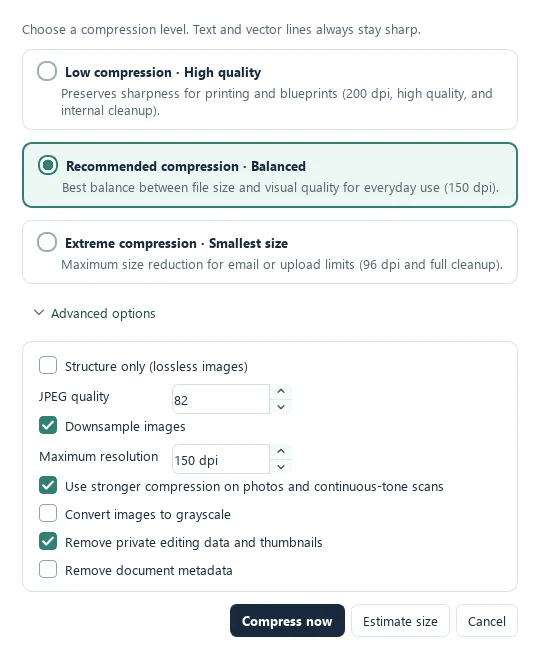 Choose a compression level. Text and vector lines always stay sharp.
Low compression · High quality
Preserves sharpness for printing and blueprints (200 dpi, high quality, and
internal cleanup).
Recommended compression · Balanced
Best balance between file size and visual quality for everyday use (150 dpi).
Extreme compression · Smallest size
Maximum size reduction for email or upload limits (96 dpi and full cleanup).
Advanced options
Structure only (lossless images)
JPEG quality 82
Downsample images
Maximum resolution 150 dpi
Use stronger compression on photos and continuous-tone scans
Convert images to grayscale
Remove private editing data and thumbnails
Remove document metadata
Compress now Estimate size Cancel